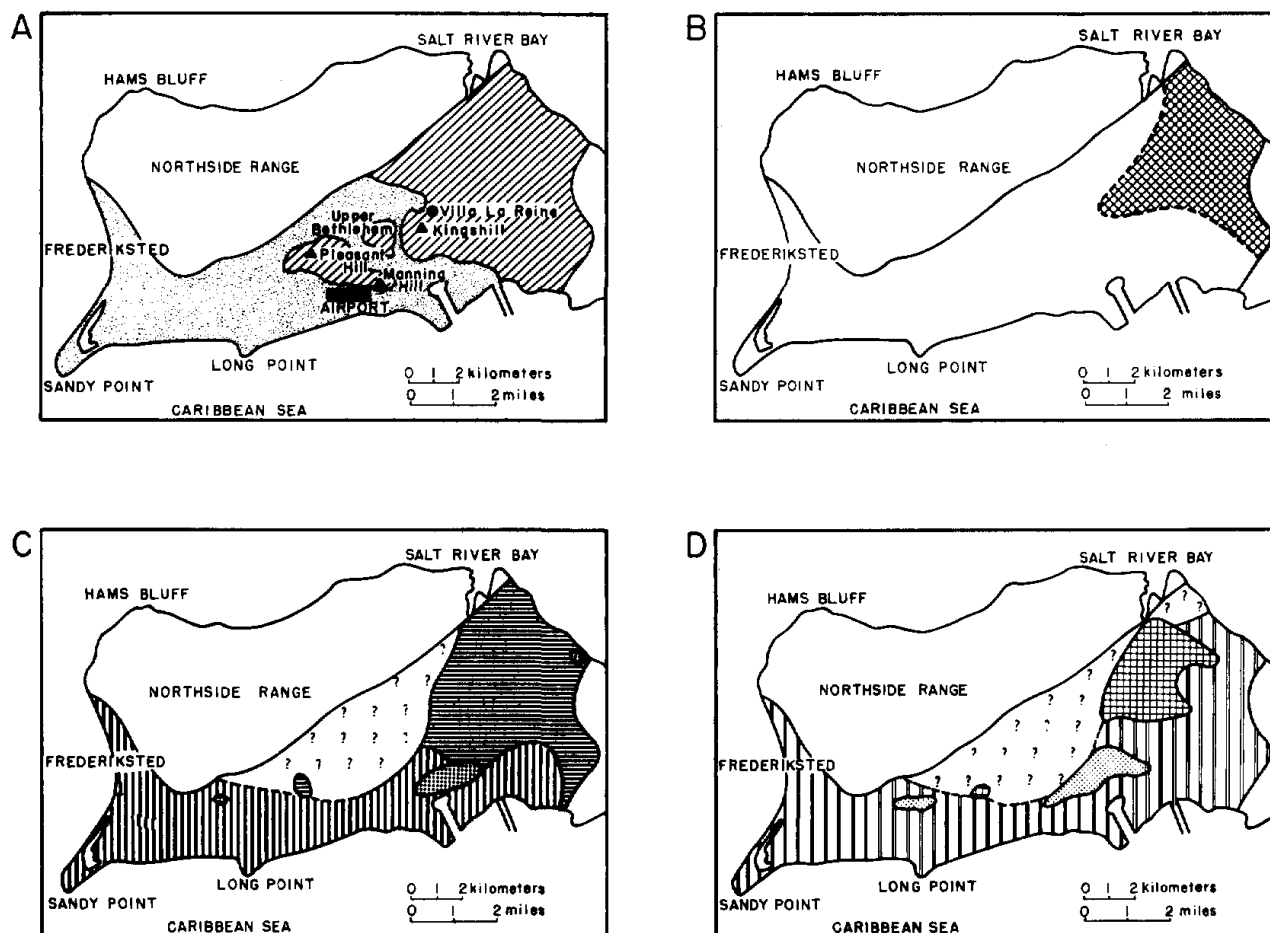 A
SALT RIVER BAY
HAMS BLUFF
NORTHSIDE RANGE
Villa La Reine
Upper
Bethlehem
Kingshill
FREDERIKSTED
Pleasant
Hill
Manning
Hill
AIRPORT
LONG POINT
SANDY POINT
0 1 2 kilometers
0 1 2 miles
CARIBBEAN SEA
B
SALT RIVER BAY
HAMS BLUFF
NORTHSIDE RANGE
FREDERIKSTED
LONG POINT
SANDY POINT
0 1 2 kilometers
0 1 2 miles
CARIBBEAN SEA
C
SALT RIVER BAY
HAMS BLUFF
? ?
? ? ?
NORTHSIDE RANGE
? ? ? ?
? ? ? ?
FREDERIKSTED
? ? ? ?
?
LONG POINT
SANDY POINT
0 1 2 kilometers
0 1 2 miles
CARIBBEAN SEA
D
SALT RIVER BAY
HAMS BLUFF
? ?
?
? ?
? ? ?
NORTHSIDE RANGE
? ? ? ?
? ? ? ?
FREDERIKSTED
? ? ? ?
?
LONG POINT
SANDY POINT
0 1 2 kilometers
0 1 2 miles
CARIBBEAN SEA